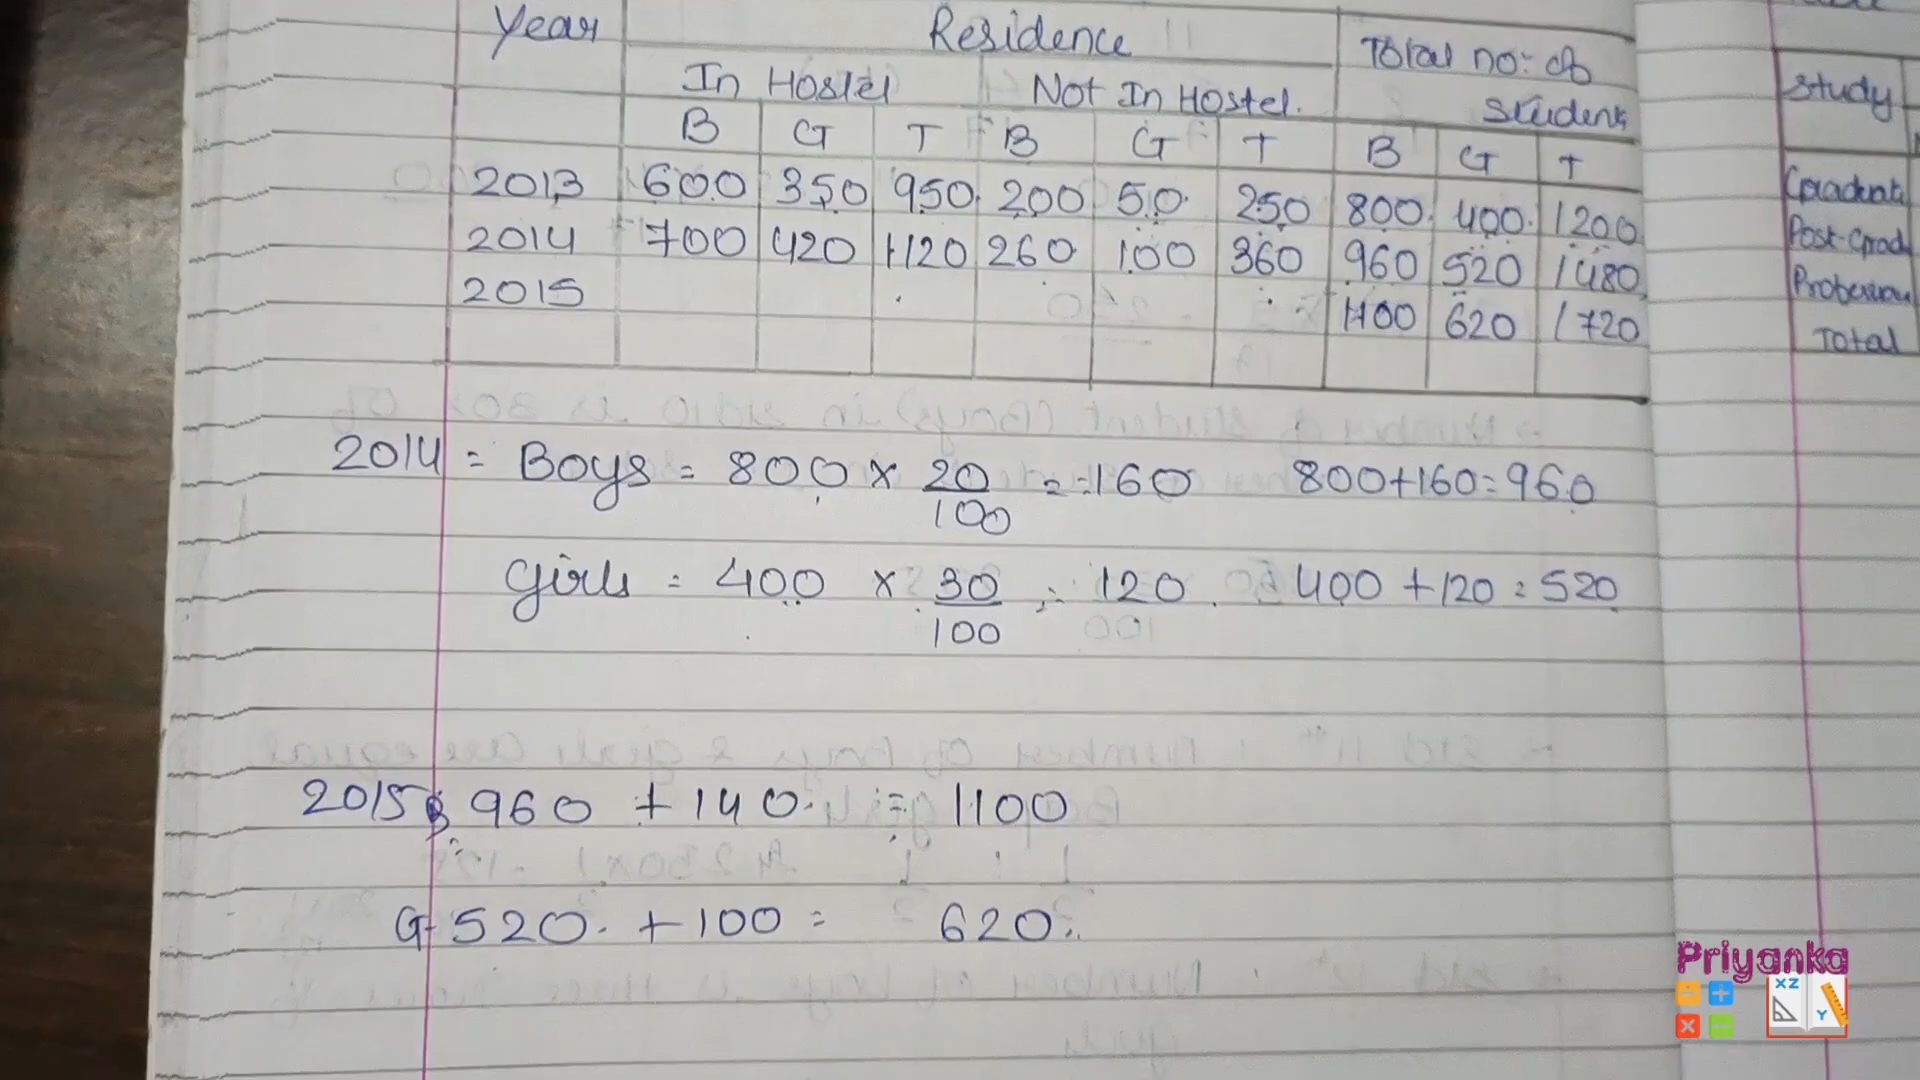 Year Residence Total no: of
In Hostel Not In Hostel. Student
B G T B G T B G T
2013 600 350 950 200 50 250 800 400 1200
2014 700 420 1120 260 100 360 960 520 1480
2015 1100 620 1720
2014 = Boys = 800 × 20/100 = 160 800+160=960
Girls = 400 × 30/100 = 120 400+120=520
2015 B 960 + 140 = 1100
G 520 + 100 = 620
Study
Graduate
Post-Grad
Total
Priyanka
XZ
Y